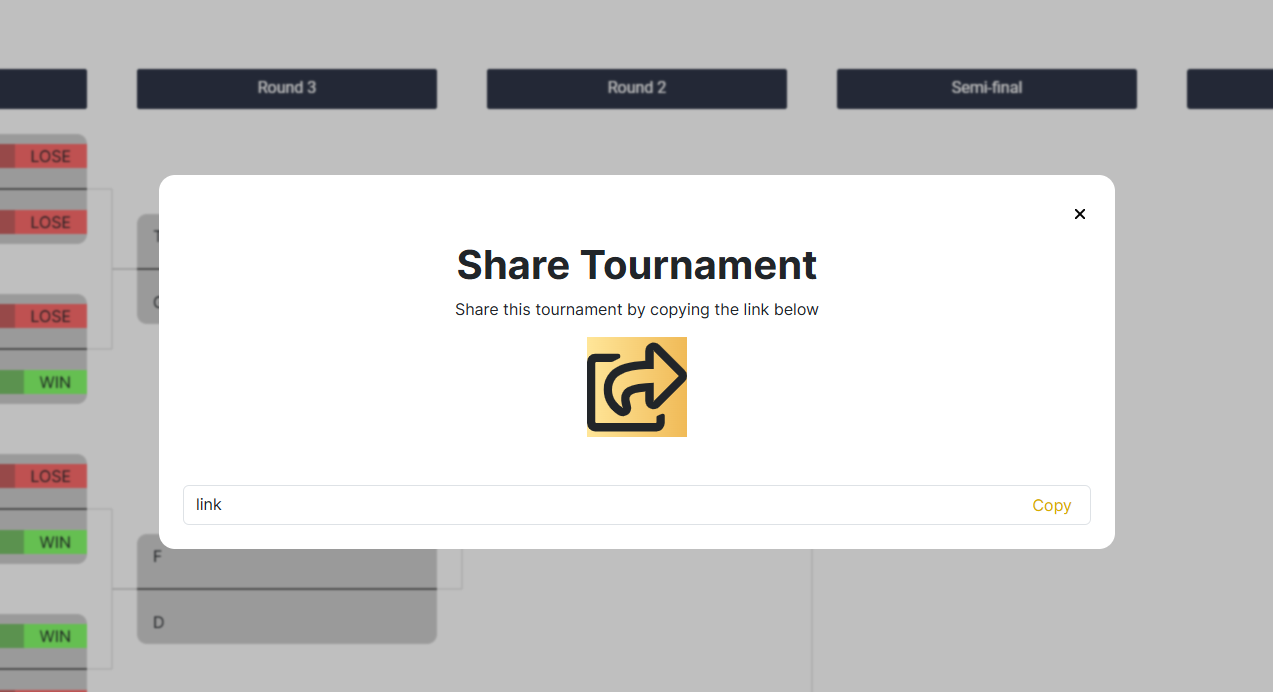 Round 3
Round 2
Semi-final
LOSE
LOSE
LOSE
WIN
LOSE
WIN
WIN
Share Tournament
Share this tournament by copying the link below
link
Copy
F
D